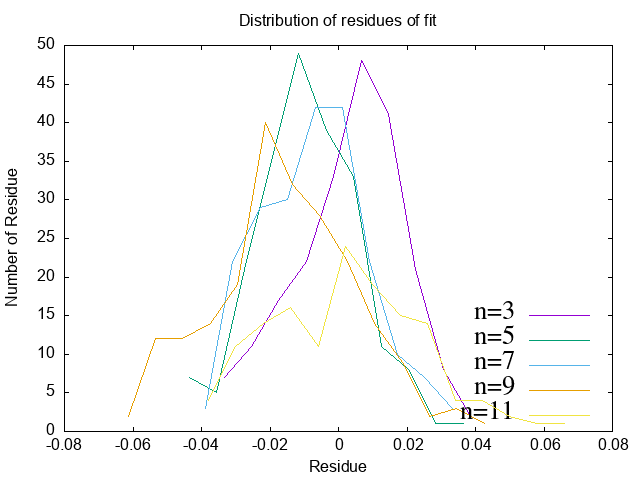 Distribution of residues of fit
Number of Residue
50
45
40
35
30
25
20
15
10
5
0
n=3
n=5
n=7
n=9
n=11
-0.08 -0.06 -0.04 -0.02 0 0.02 0.04 0.06 0.08
Residue